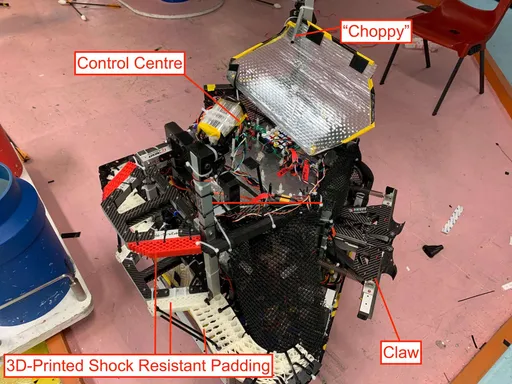 “Choppy”
Control Centre
3D-Printed Shock Resistant Padding
Claw